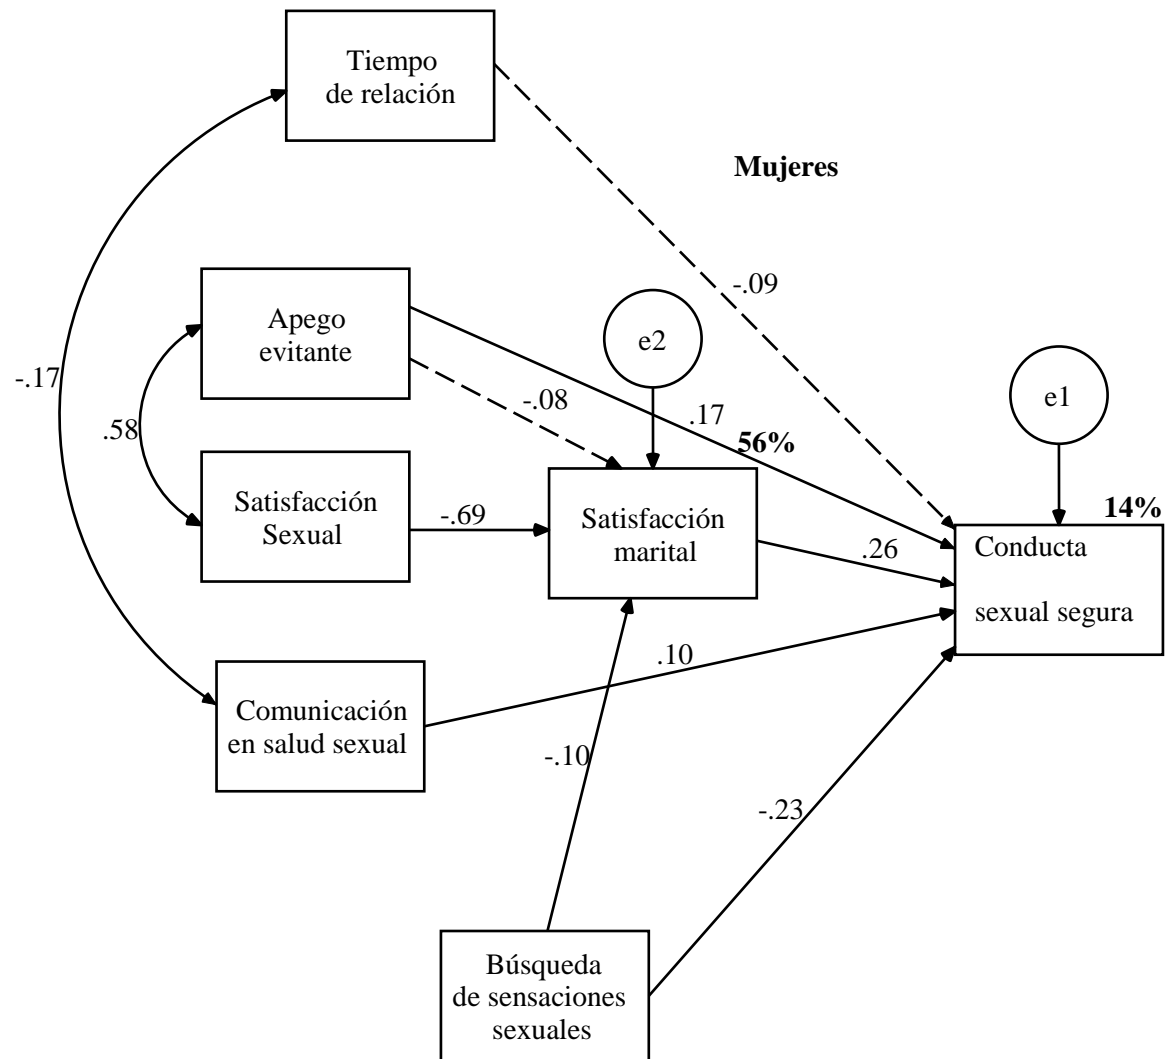 Tiempo
de relación
Mujeres
-.09
Apego
evitante
e2
e1
-.17
-.08
.17
.58
56%
Satisfacción
Sexual
-.69
Satisfacción
marital
14%
.26
Conducta
sexual segura
.10
Comunicación
en salud sexual
-.10
-.23
Búsqueda
de sensaciones
sexuales